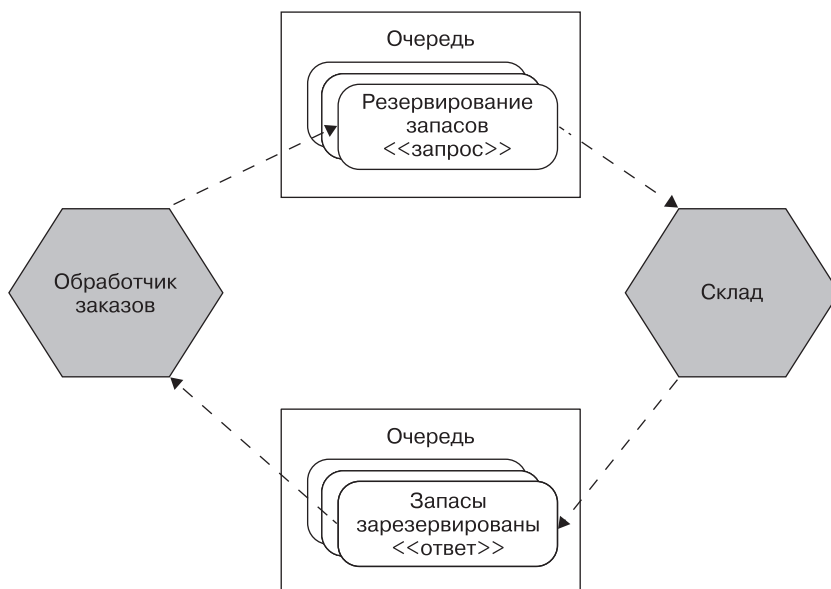 Очередь
Резервирование
запасов
<<запрос>>
Обработчик
заказов
Склад
Очередь
Запасы
зарезервированы
<<ответ>>